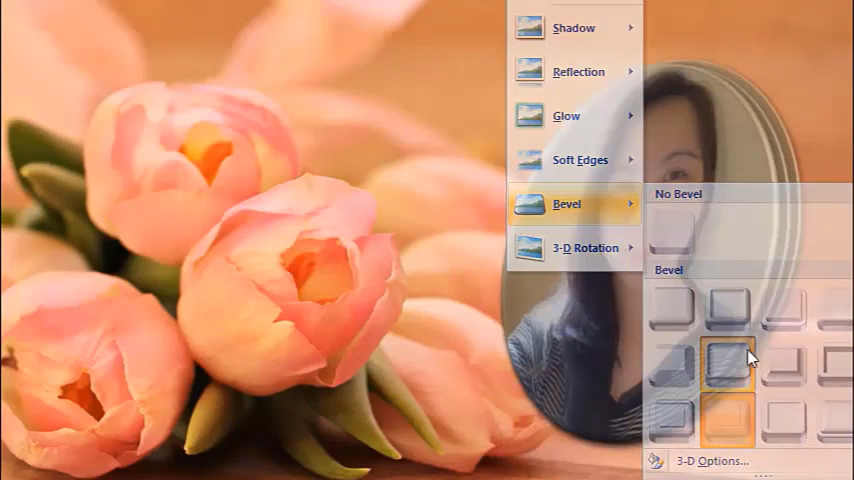 Shadow
Reflection
Glow
Soft Edges
Bevel
3-D Rotation
No Bevel
Bevel
3-D Options...